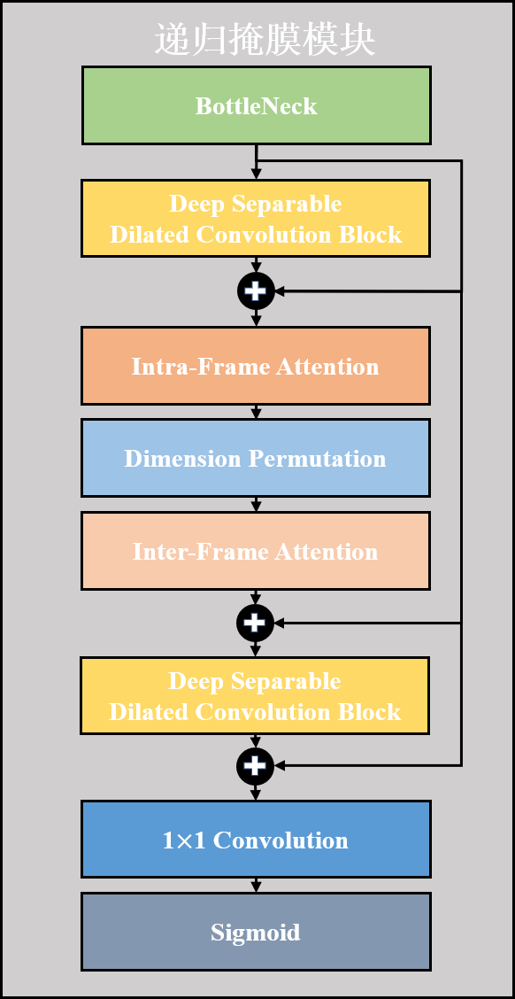 递归掩膜模块
BottleNeck
Deep Separable
Dilated Convolution Block
Intra-Frame Attention
Dimension Permutation
Inter-Frame Attention
Deep Separable
Dilated Convolution Block
1×1 Convolution
Sigmoid